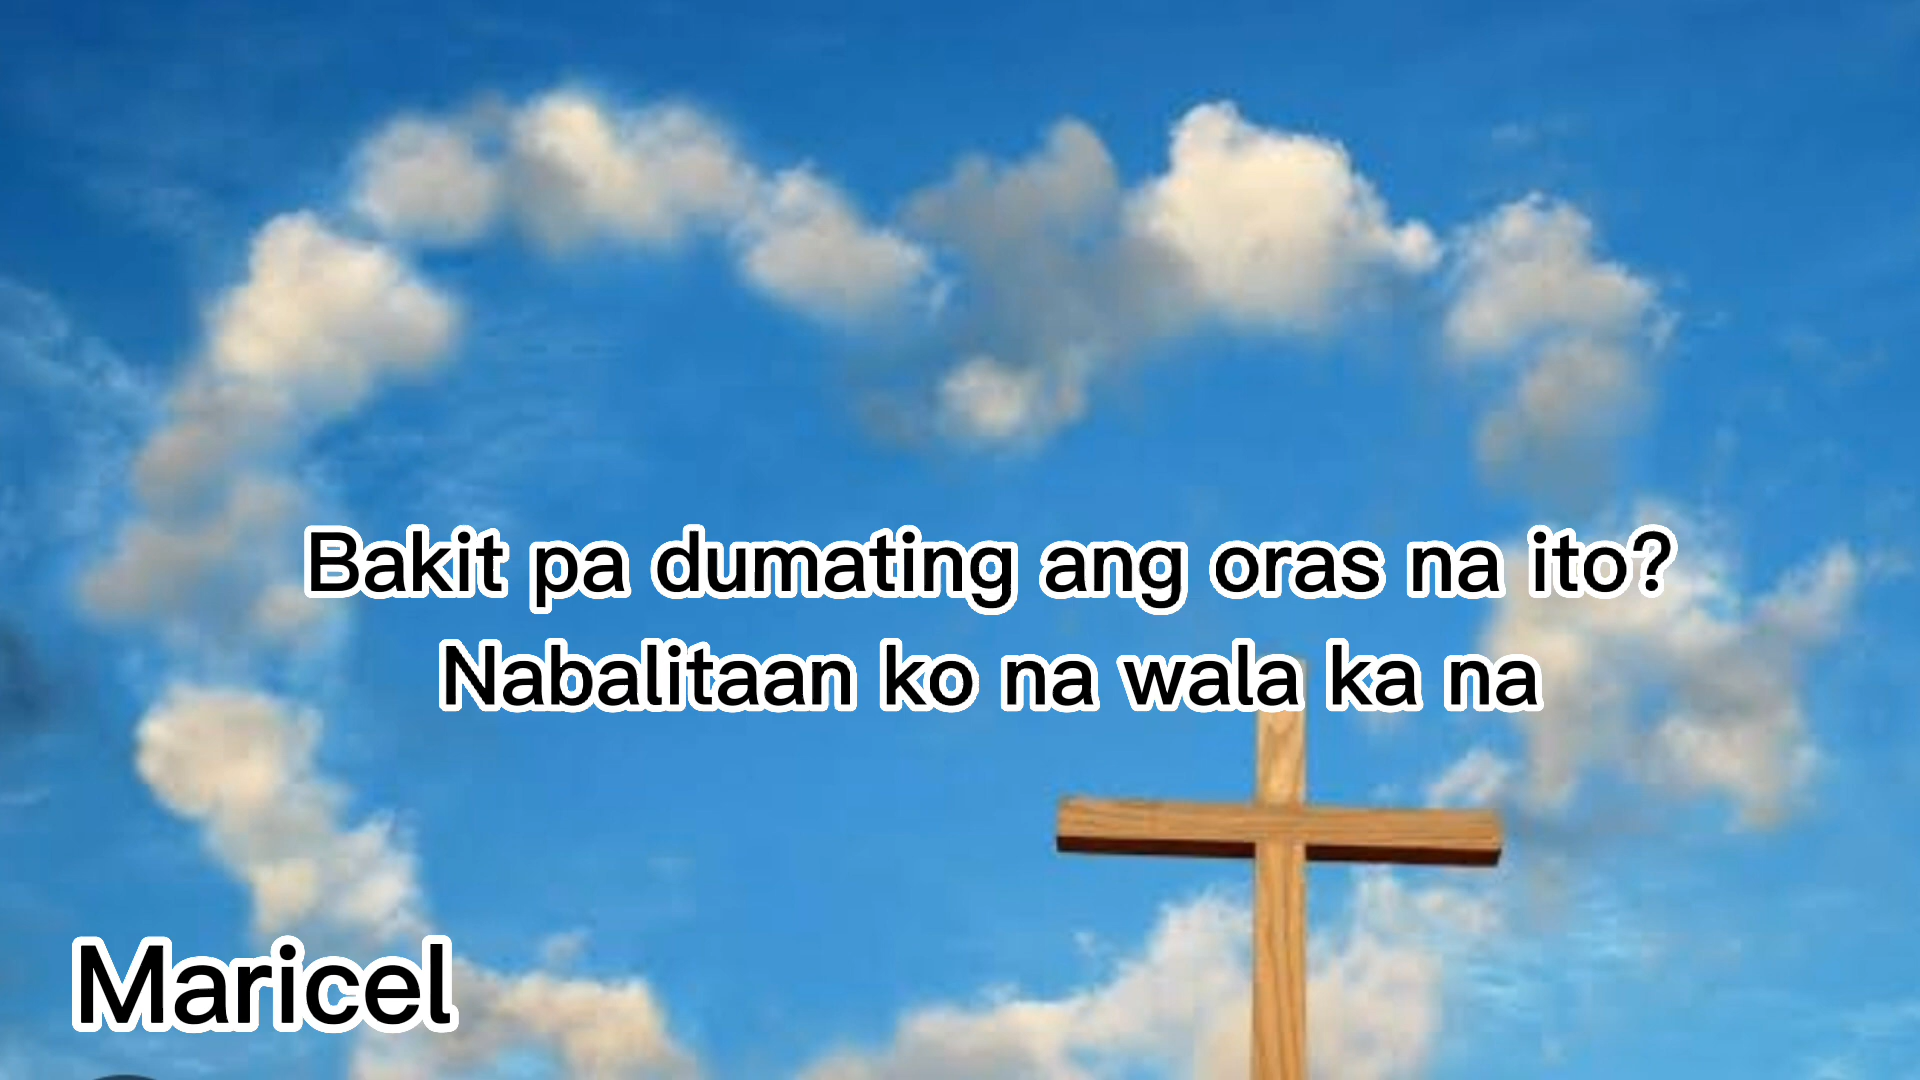 Bakit pa dumating ang oras na ito?
Nabalitaan ko na wala ka na
Maricel